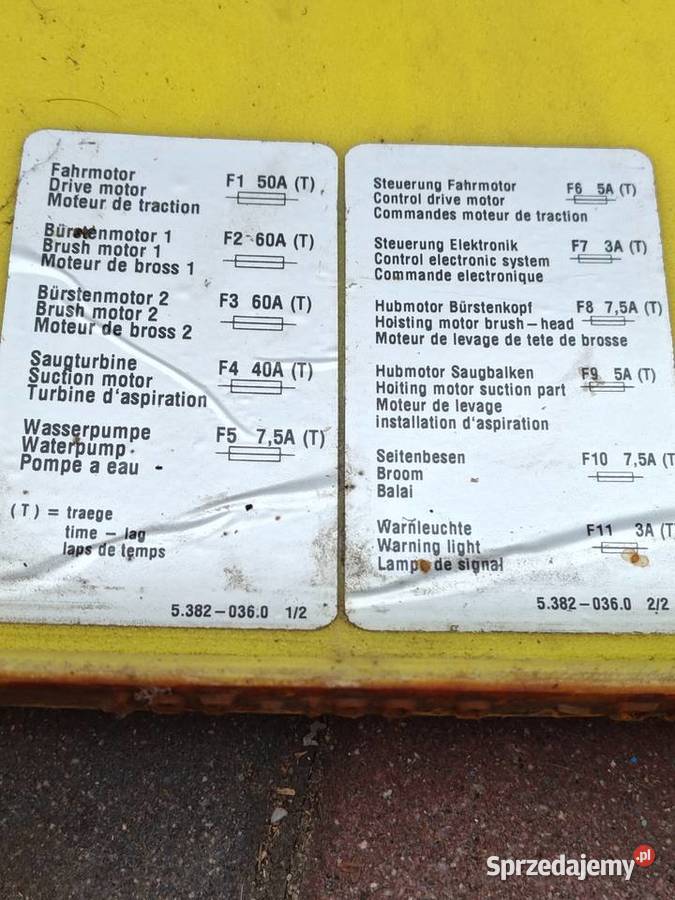 Fahrmotor
Drive motor
Moteur de traction
F1 50A (T)
Bürstenmotor 1
Brush motor 1
Moteur de bross 1
F2 60A (T)
Bürstenmotor 2
Brush motor 2
Moteur de bross 2
F3 60A (T)
Saugturbine
Suction motor
Turbine d'aspiration
F4 40A (T)
Wasserpumpe
Waterpump
Pompe a eau
F5 7,5A (T)
(T) = traege
time – lag
laps de temps
5.382–036.0 1/2
Steuerung Fahrmotor
Control drive motor
Commandes moteur de traction
F6 5A (T)
Steuerung Elektronik
Control electronic system
Commande electronique
F7 3A (T)
Hubmotor Bürstenkopf
Hoisting motor brush–head
Moteur de levage de tete de brosse
F8 7,5A (T)
Hubmotor Saugbalken
Hoiting motor suction part
Moteur de levage
installation d'aspiration
F9 5A (T)
Seitenbesen
Broom
Balai
F10 7,5A (T
Warnleuchte
Warning light
Lampe de signal
F11 3A (T
5.382–036.0 2/2
Sprzedajemy.pl